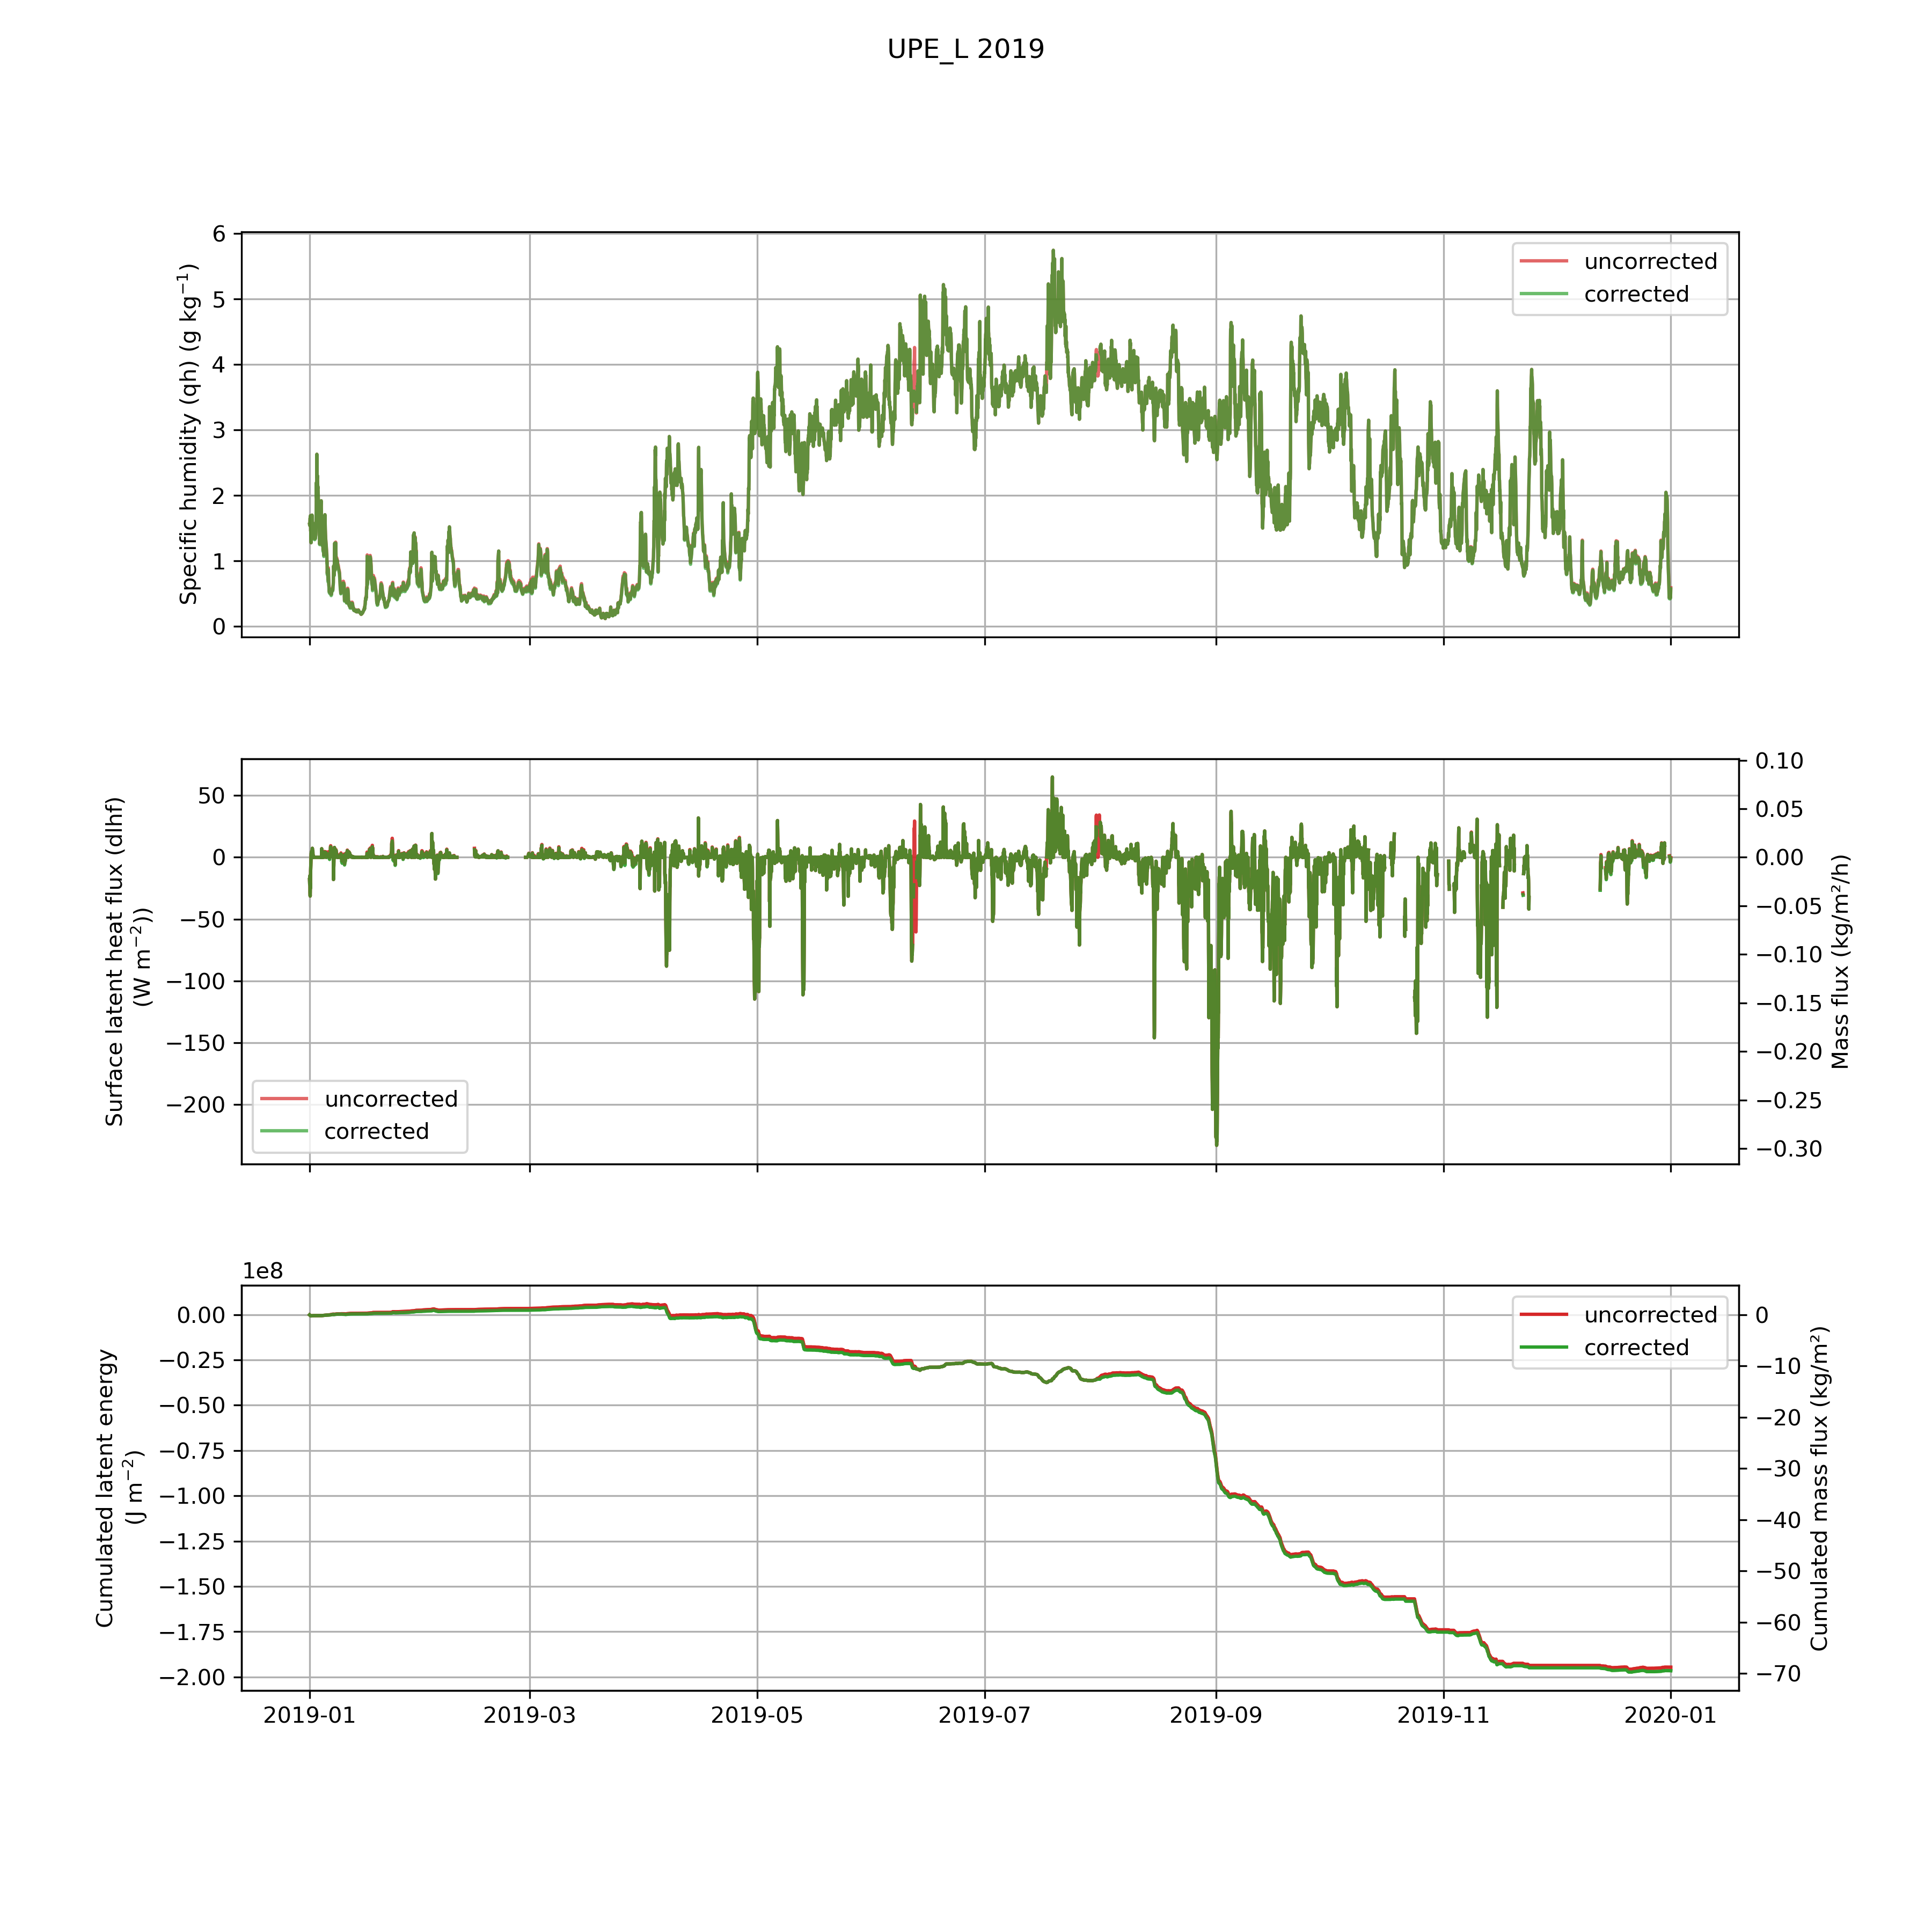 UPE_L 2019
Specific humidity (qh) (g kg⁻¹)
6
5
4
3
2
1
0
uncorrected
corrected
Surface latent heat flux (dlhf)
(W m⁻²))
50
0
−50
−100
−150
−200
uncorrected
corrected
0.10
0.05
0.00
−0.05
−0.10
−0.15
−0.20
−0.25
−0.30
Mass flux (kg/m²/h)
1e8
Cumulated latent energy
(J m⁻²)
0.00
−0.25
−0.50
−0.75
−1.00
−1.25
−1.50
−1.75
−2.00
uncorrected
corrected
0
−10
−20
−30
−40
−50
−60
−70
Cumulated mass flux (kg/m²)
2019-01 2019-03 2019-05 2019-07 2019-09 2019-11 2020-01